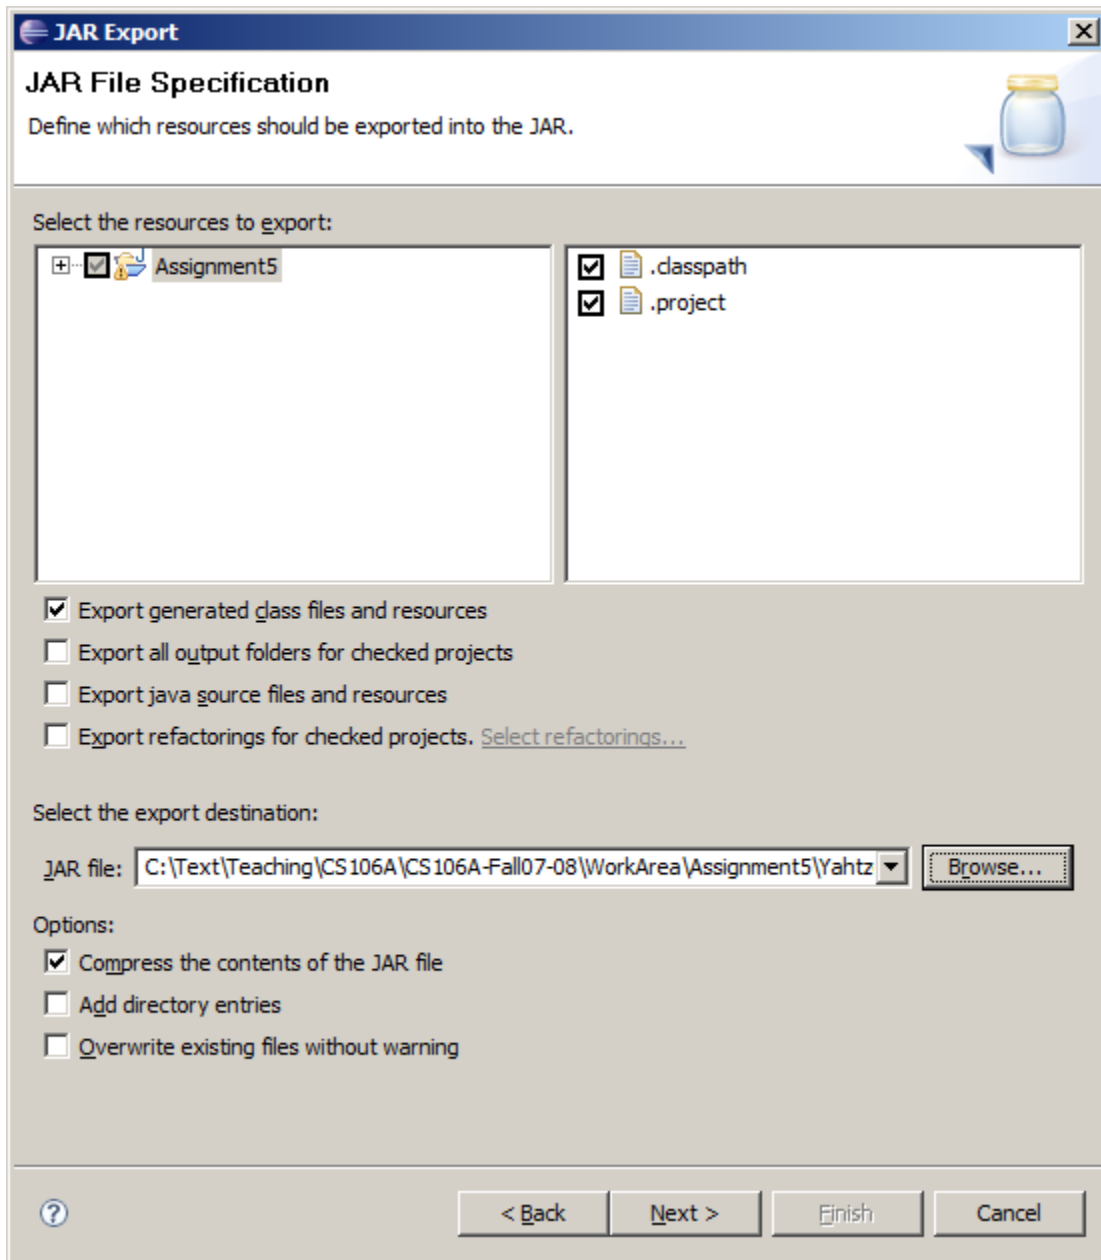 JAR Export
JAR File Specification
Define which resources should be exported into the JAR.
Select the resources to export:
Assignment5
.classpath
.project
Export generated class files and resources
Export all output folders for checked projects
Export java source files and resources
Export refactorings for checked projects. Select refactorings...
Select the export destination:
JAR file: C:\Text\Teaching\CS106A\CS106A-Fall07-08\WorkArea\Assignment5\Yahtz Browse...
Options:
Compress the contents of the JAR file
Add directory entries
Overwrite existing files without warning
? < Back Next > Finish Cancel